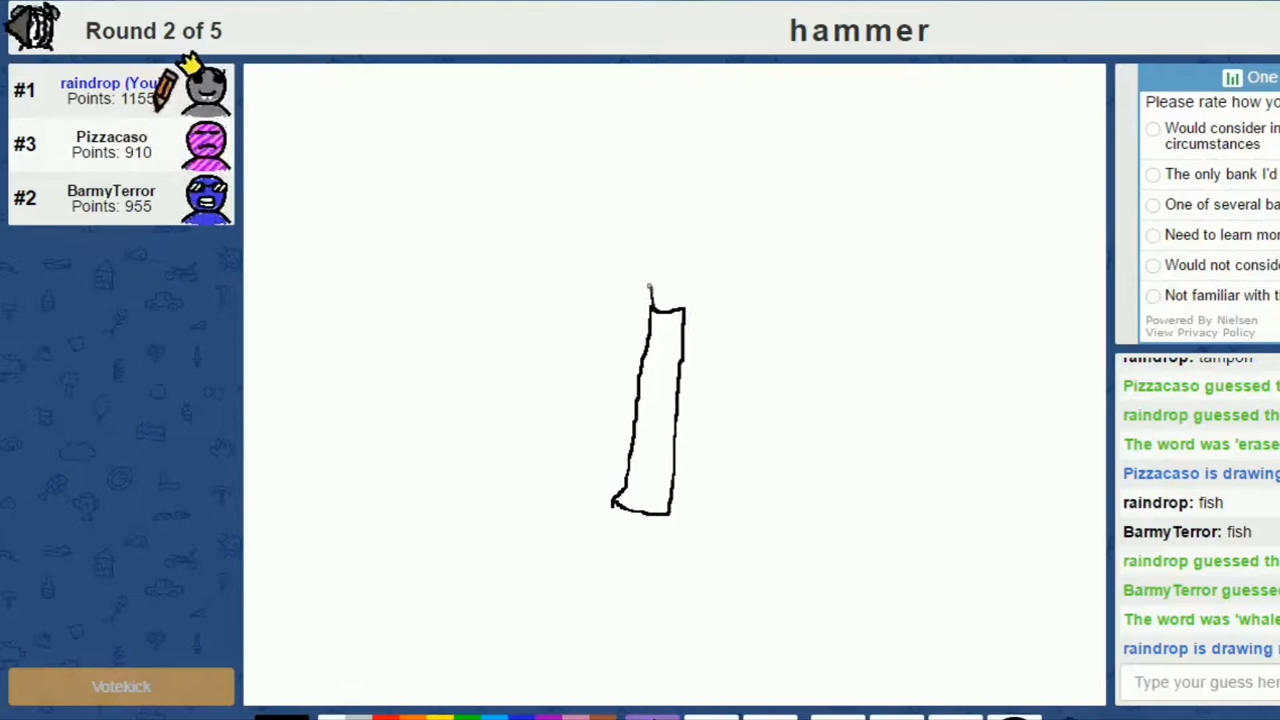 Round 2 of 5
hammer
#1
raindrop (You
Points: 1155
#3
Pizzacaso
Points: 910
#2
BarmyTerror
Points: 955
Votekick
One
Please rate how yo
Would consider in
circumstances
The only bank I'd
One of several ba
Need to learn mor
Would not conside
Not familiar with t
Powered By Nielsen
View Privacy Policy
raindrop: tampon
Pizzacaso guessed t
raindrop guessed th
The word was 'erase
Pizzacaso is drawing
raindrop: fish
BarmyTerror: fish
raindrop guessed th
BarmyTerror guesse
The word was 'whale
raindrop is drawing
Type your guess her